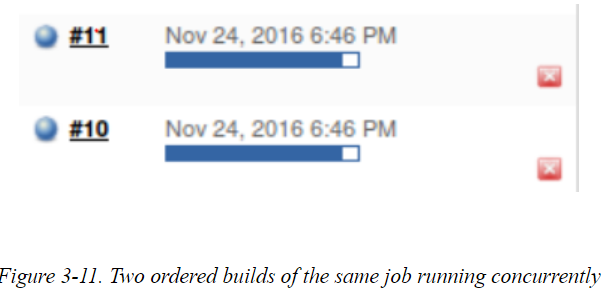 #11 Nov 24, 2016 6:46 PM
#10 Nov 24, 2016 6:46 PM
Figure 3-11. Two ordered builds of the same job running concurrently